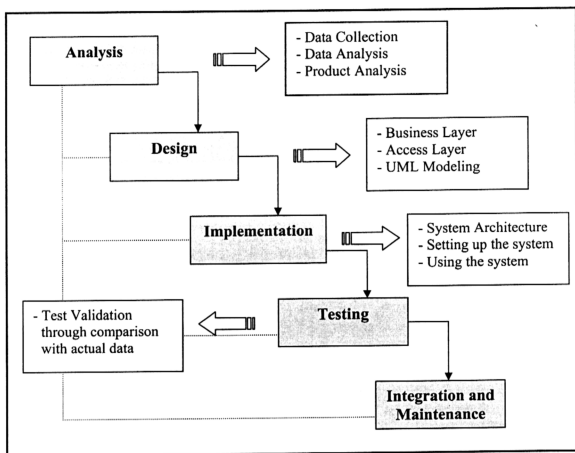 Analysis
- Data Collection
- Data Analysis
- Product Analysis
Design
- Business Layer
- Access Layer
- UML Modeling
Implementation
- System Architecture
- Setting up the system
- Using the system
Testing
- Test Validation
through comparison
with actual data
Integration and
Maintenance